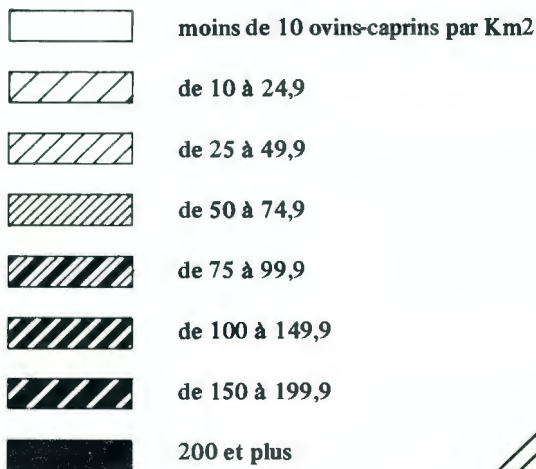 moins de 10 ovins-caprins par Km2
de 10 à 24,9
de 25 à 49,9
de 50 à 74,9
de 75 à 99,9
de 100 à 149,9
de 150 à 199,9
200 et plus